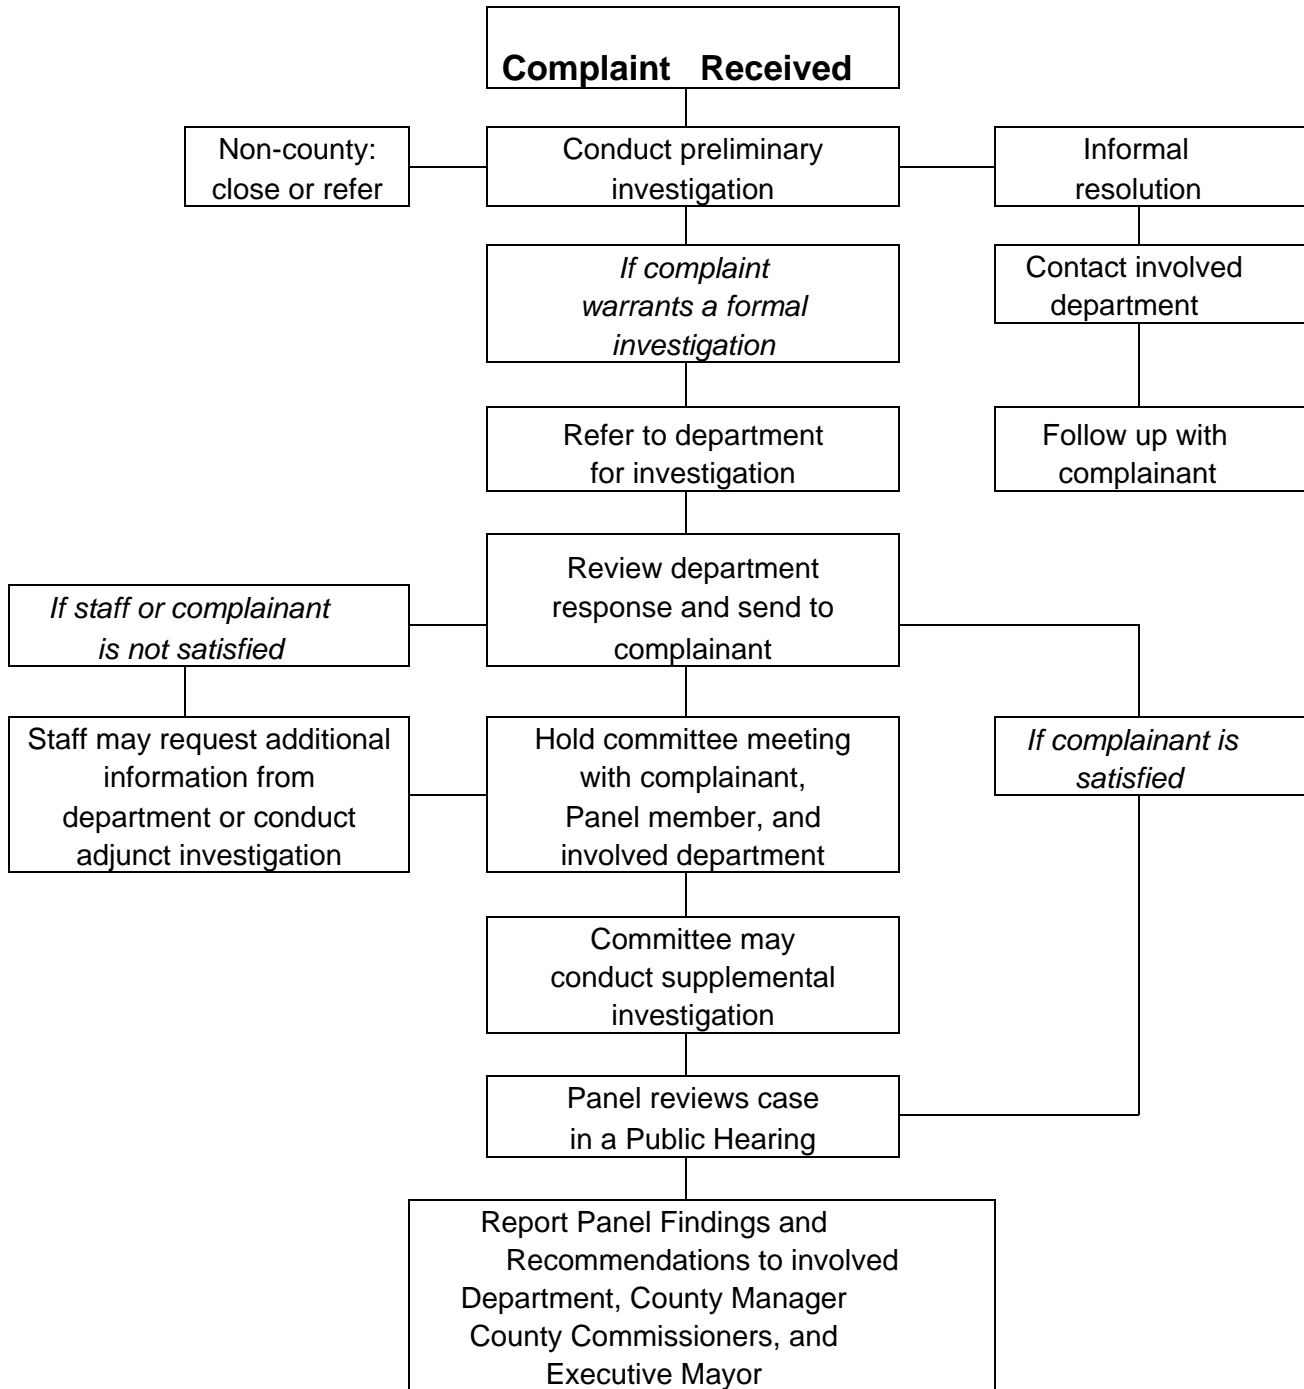 Complaint Received
Non-county:
close or refer
Conduct preliminary
investigation
Informal
resolution
If complaint
warrants a formal
investigation
Contact involved
department
Refer to department
for investigation
Follow up with
complainant
Review department
response and send to
complainant
If staff or complainant
is not satisfied
Staff may request additional
information from
department or conduct
adjunct investigation
Hold committee meeting
with complainant,
Panel member, and
involved department
If complainant is
satisfied
Committee may
conduct supplemental
investigation
Panel reviews case
in a Public Hearing
Report Panel Findings and
Recommendations to involved
Department, County Manager
County Commissioners, and
Executive Mayor